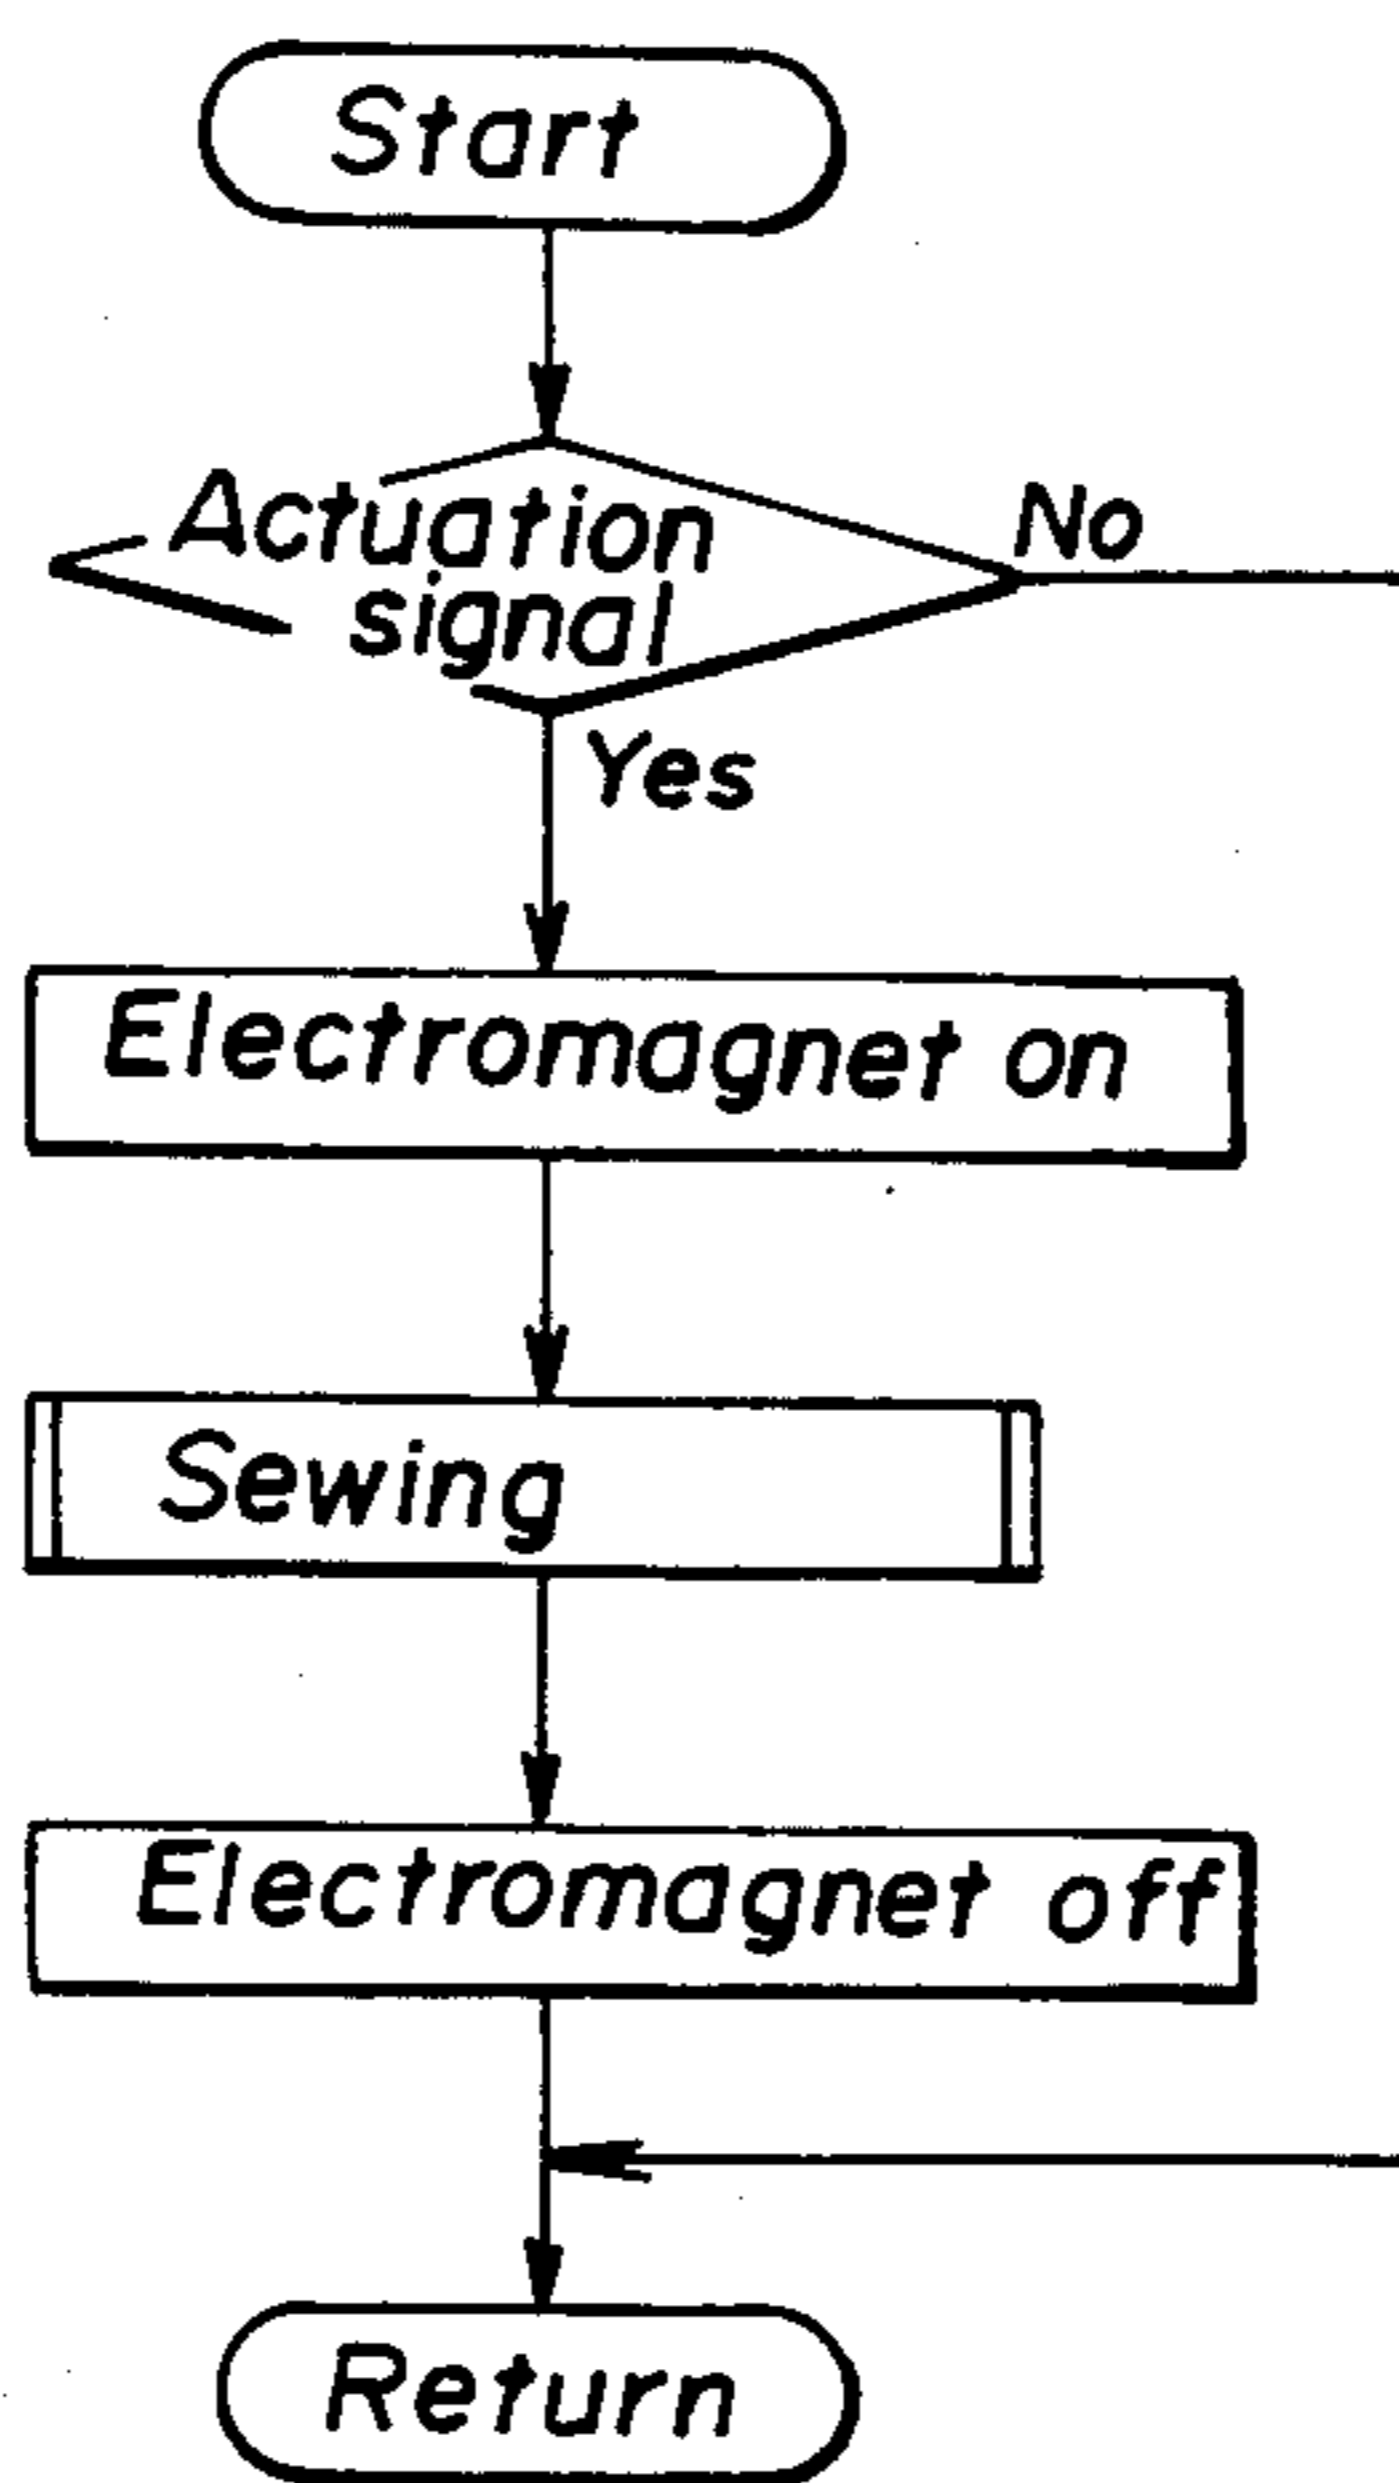 Start
Actuation
signal
No
Yes
Electromagnet on
Sewing
Electromagnet off
Return